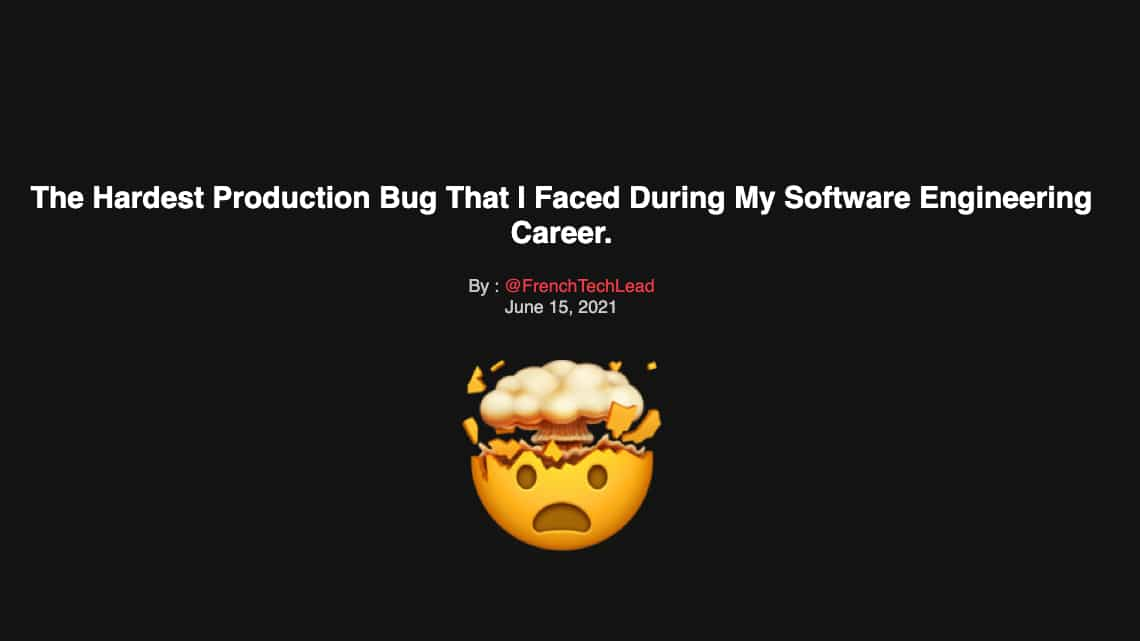 The Hardest Production Bug That I Faced During My Software Engineering
Career.
By : @FrenchTechLead
June 15, 2021